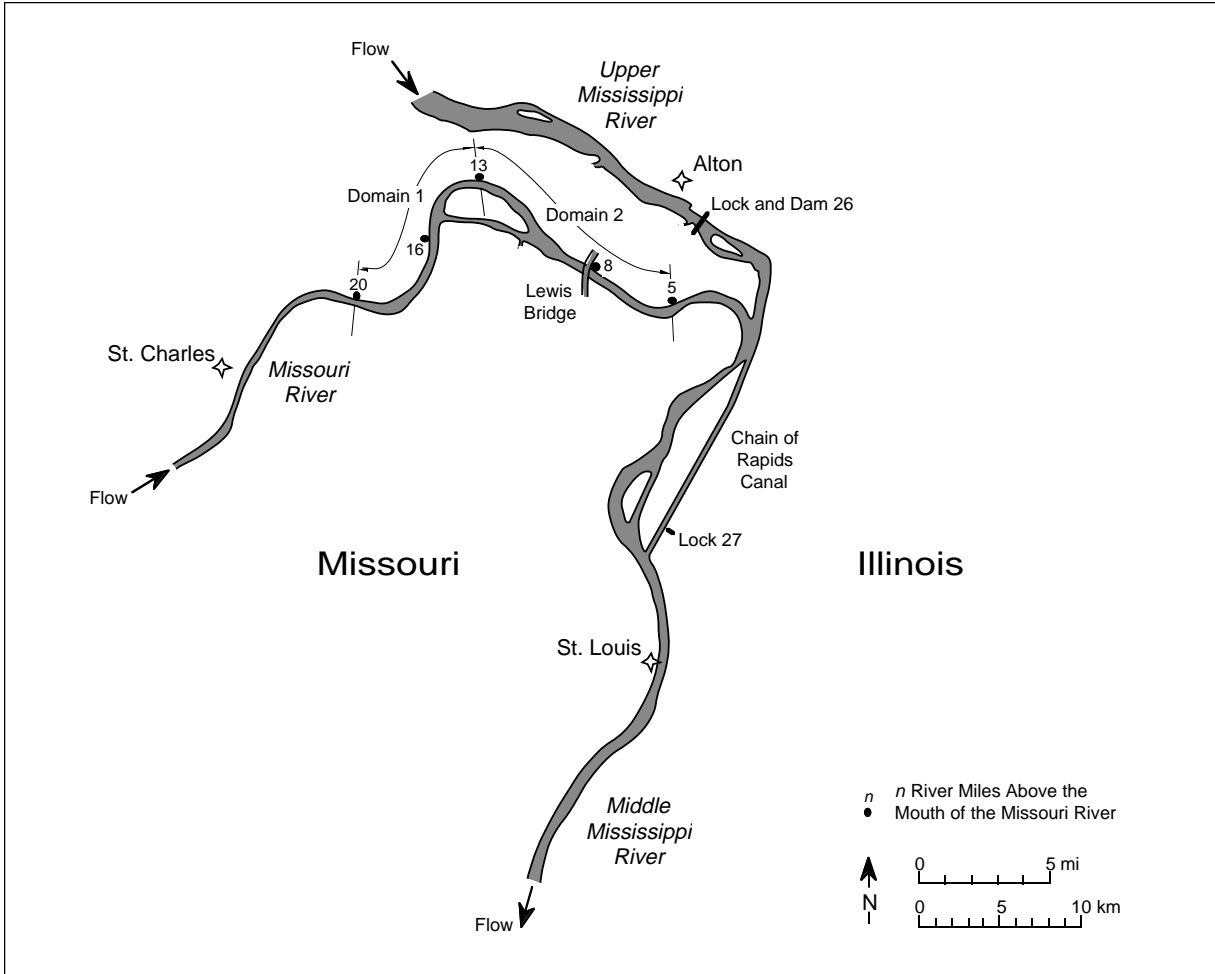 Flow
Upper
Mississippi
River
Alton
Lock and Dam 26
13
Domain 1
Domain 2
16
20
8
5
Lewis
Bridge
St. Charles
Missouri
River
Flow
Chain of
Rapids
Canal
Lock 27
Missouri
Illinois
St. Louis
Middle
Mississippi
River
Flow
n
n River Miles Above the
Mouth of the Missouri River
N
0 5 mi
0 5 10 km